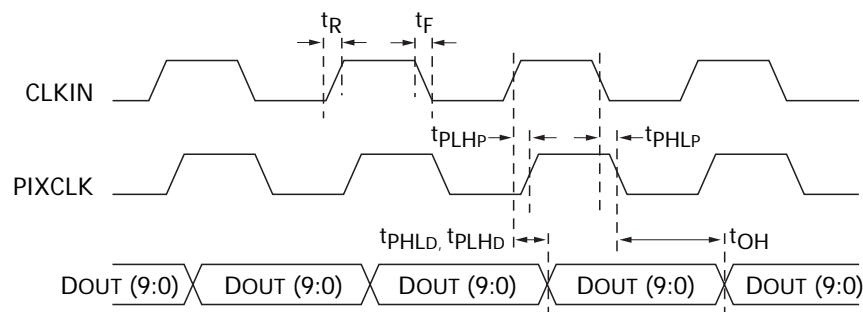 tR tF
CLKIN
tPLHP tPHLP
PIXCLK
tPHLD, tPLHD tOH
DOUT (9:0) DOUT (9:0) DOUT (9:0) DOUT (9:0) DOUT (9:0)